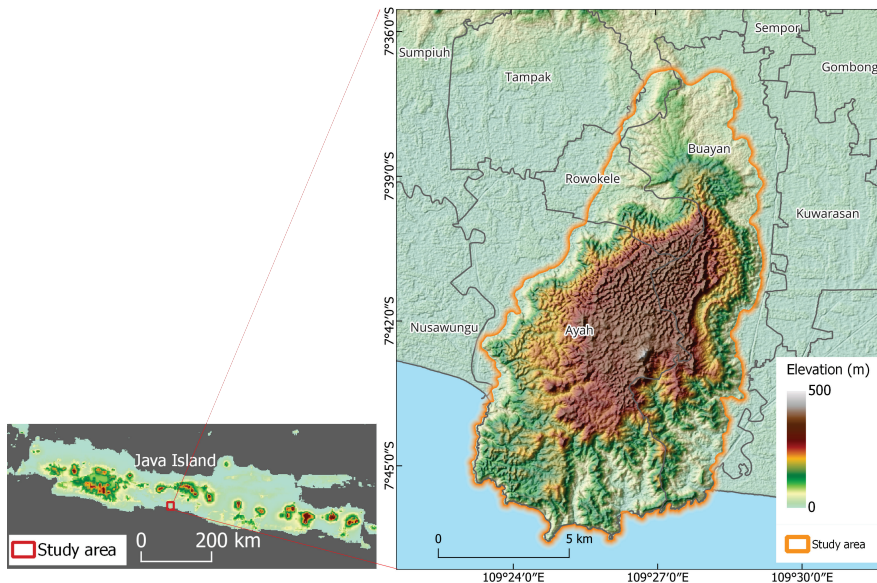 7°36'0"S
7°39'0"S
7°42'0"S
7°45'0"S
Sempor
Sumpiuh
Gombong
Tampak
Buayan
Rowokele
Kuwarasan
Nusawungu
Ayah
Elevation (m)
500
0
Study area
0 5 km
109°24'0"E
109°27'0"E
109°30'0"E
Java Island
Study area
0 200 km